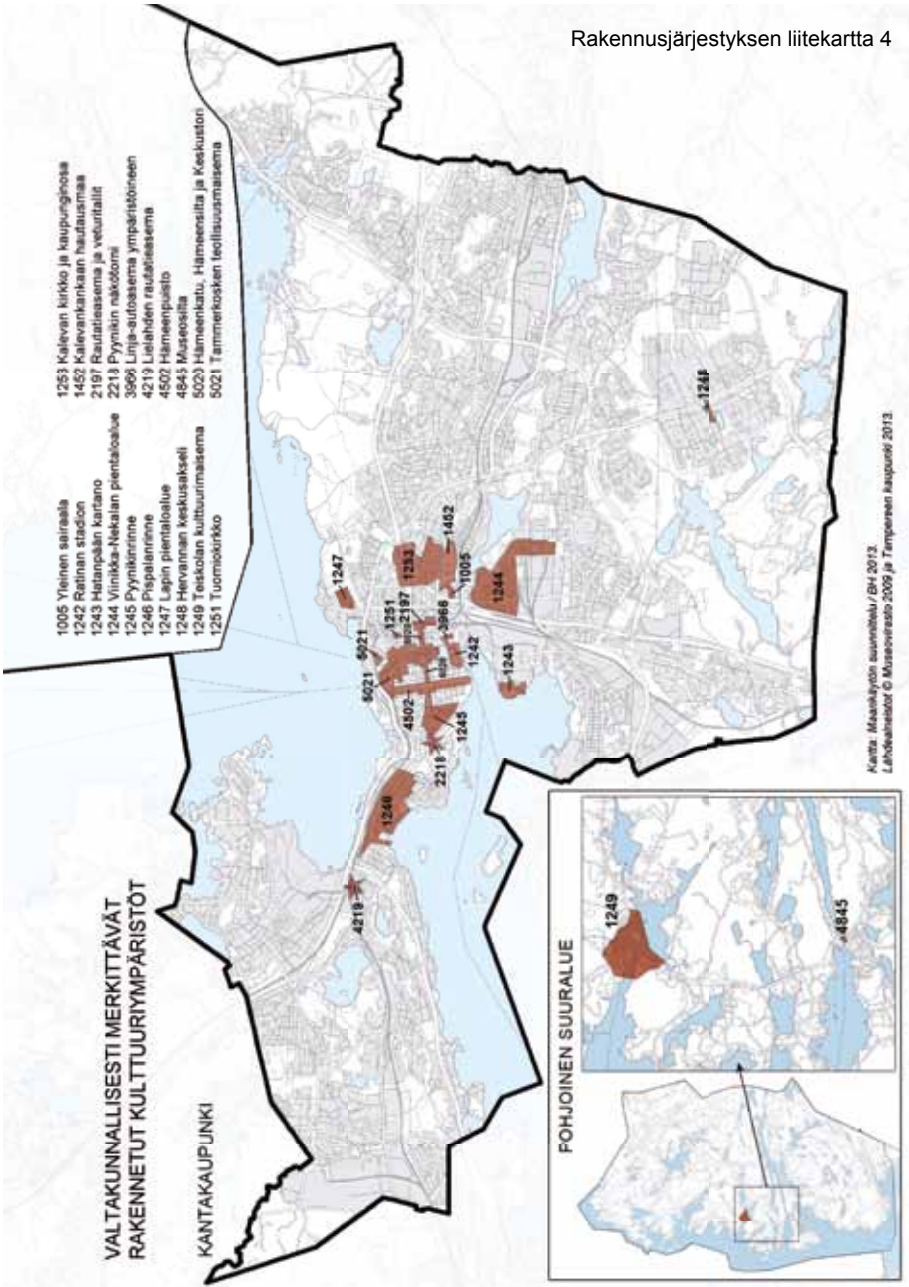 Rakennusjärjestyksen liitekartta 4
VALTAKUNNALLISESTI MERKITTÄVÄT
RAKENNETUT KULTTUURIYMPÄRISTÖT
KANTAKAUPUNKI
1005 Yleinen sairaala
1242 Ratinan stadion
1243 Hatanpään kartano
1244 Viinikka-Nekalan pientaloalue
1245 Pyynikinrinne
1246 Pispalanrinne
1247 Lapin pientaloalue
1248 Hervannan keskusakseli
1249 Teiskolan kulttuurimaisema
1251 Tuomiokirkko
1253 Kalevan kirkko ja kaupunginosa
1452 Kalevankankaan hautausmaa
2197 Rautatieasema ja veturitallit
2218 Pyynikin näkötorni
3966 Linja-autoasema ympäristöineen
4219 Lielahden rautatieasema
4502 Hämeenpuisto
4845 Museosilta
5020 Hämeenkatu, Hämeensilta ja Keskustori
5021 Tammerkosken teollisuusmaisema
4219
1246
2218
1245
4502
5021
5021
1251
2197
5020
5020
3966
1242
1243
1247
1253
1452
1005
1244
1248
POHJOINEN SUURALUE
1249
4845
Kartta: Maankäytön suunnittelu / BH 2013.
Lähdeaineistot © Museovirasto 2009 ja Tampereen kaupunki 2013.